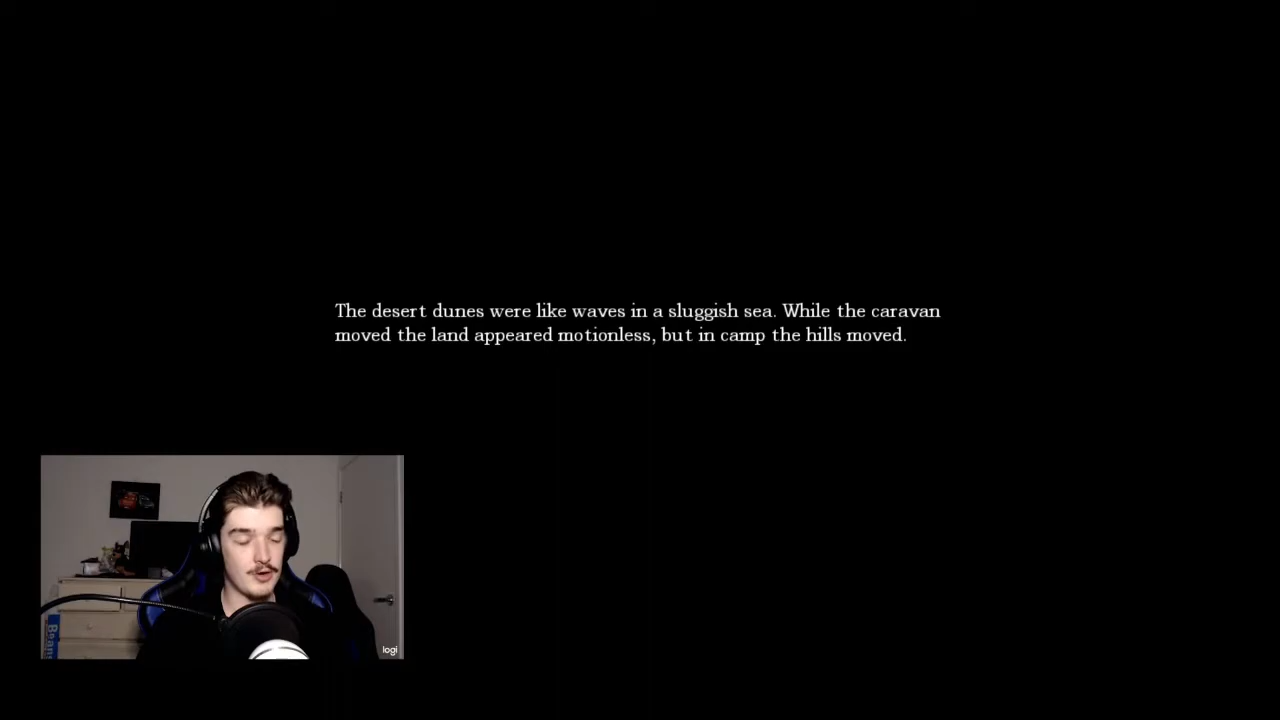 The desert dunes were like waves in a sluggish sea. While the caravan
moved the land appeared motionless, but in camp the hills moved.
Beans
logi